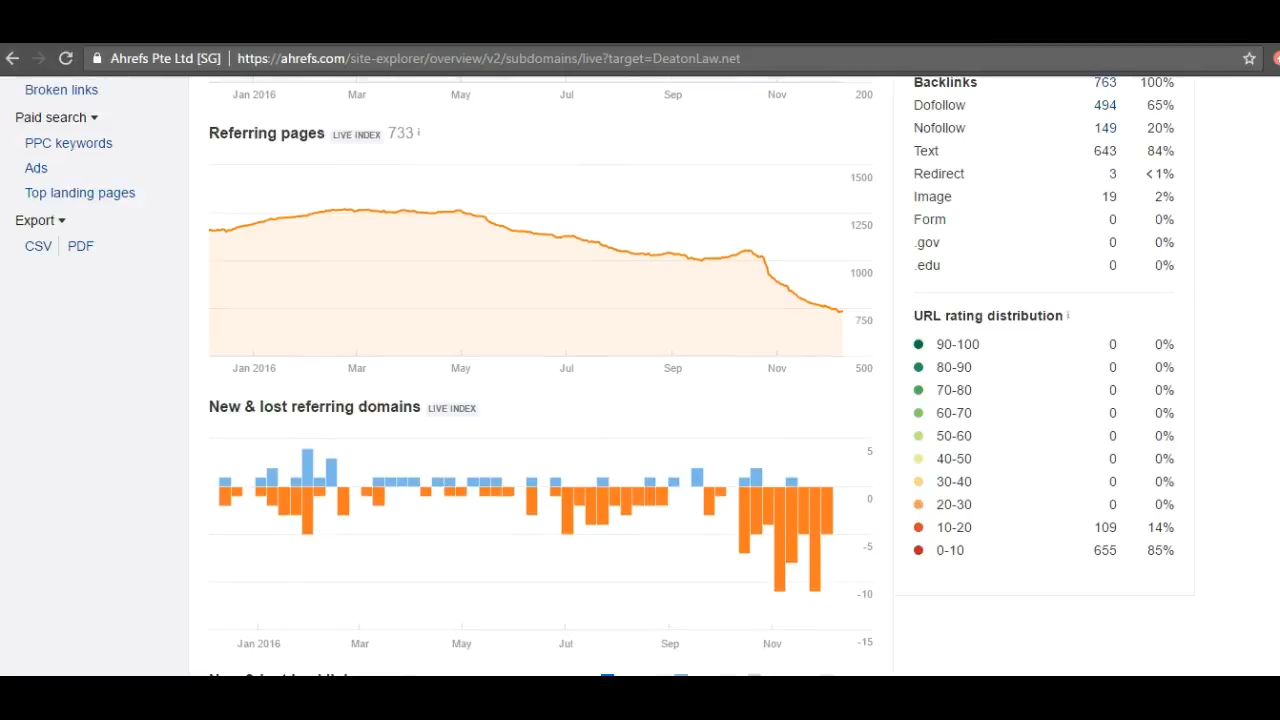 Ahrefs Pte Ltd [SG] https://ahrefs.com/site-explorer/overview/v2/subdomains/live?target=DeatonLaw.net
Broken links
Paid search
PPC keywords
Ads
Top landing pages
Export
CSV PDF
Jan 2016 Mar May Jul Sep Nov 200
Referring pages LIVE INDEX 733 i
1500
1250
1000
750
Jan 2016 Mar May Jul Sep Nov 500
New & lost referring domains LIVE INDEX
5
0
-5
-10
Jan 2016 Mar May Jul Sep Nov -15
Backlinks 763 100%
Dofollow 494 65%
Nofollow 149 20%
Text 643 84%
Redirect 3 <1%
Image 19 2%
Form 0 0%
.gov 0 0%
.edu 0 0%
URL rating distribution i
90-100 0 0%
80-90 0 0%
70-80 0 0%
60-70 0 0%
50-60 0 0%
40-50 0 0%
30-40 0 0%
20-30 0 0%
10-20 109 14%
0-10 655 85%